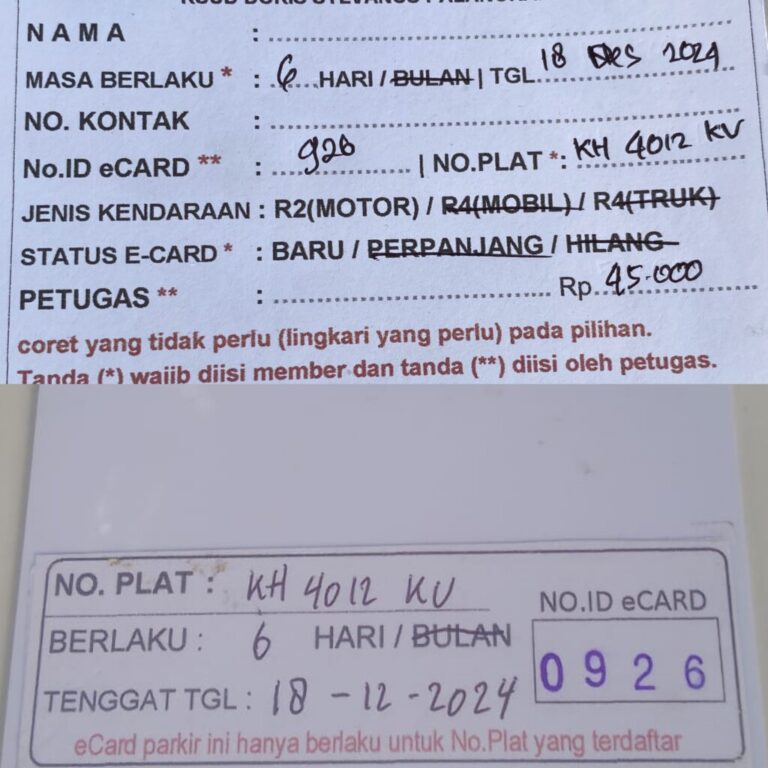 NAMA :
MASA BERLAKU * : 6 HARI / BULAN | TGL 18 Des 2024
NO. KONTAK :
No.ID eCARD ** : 926 | NO.PLAT *: KH 4012 KV
JENIS KENDARAAN : R2(MOTOR) / R4(MOBIL) / R4(TRUK)
STATUS E-CARD * : BARU / PERPANJANG / HILANG
PETUGAS ** : Rp. 45.000
coret yang tidak perlu (lingkari yang perlu) pada pilihan.
Tanda (*) wajib diisi member dan tanda (**) diisi oleh petugas.
NO. PLAT : KH 4012 KV
BERLAKU : 6 HARI / BULAN
TENGGAT TGL : 18 - 12 - 2024
NO.ID eCARD
0926
eCard parkir ini hanya berlaku untuk No.Plat yang terdaftar